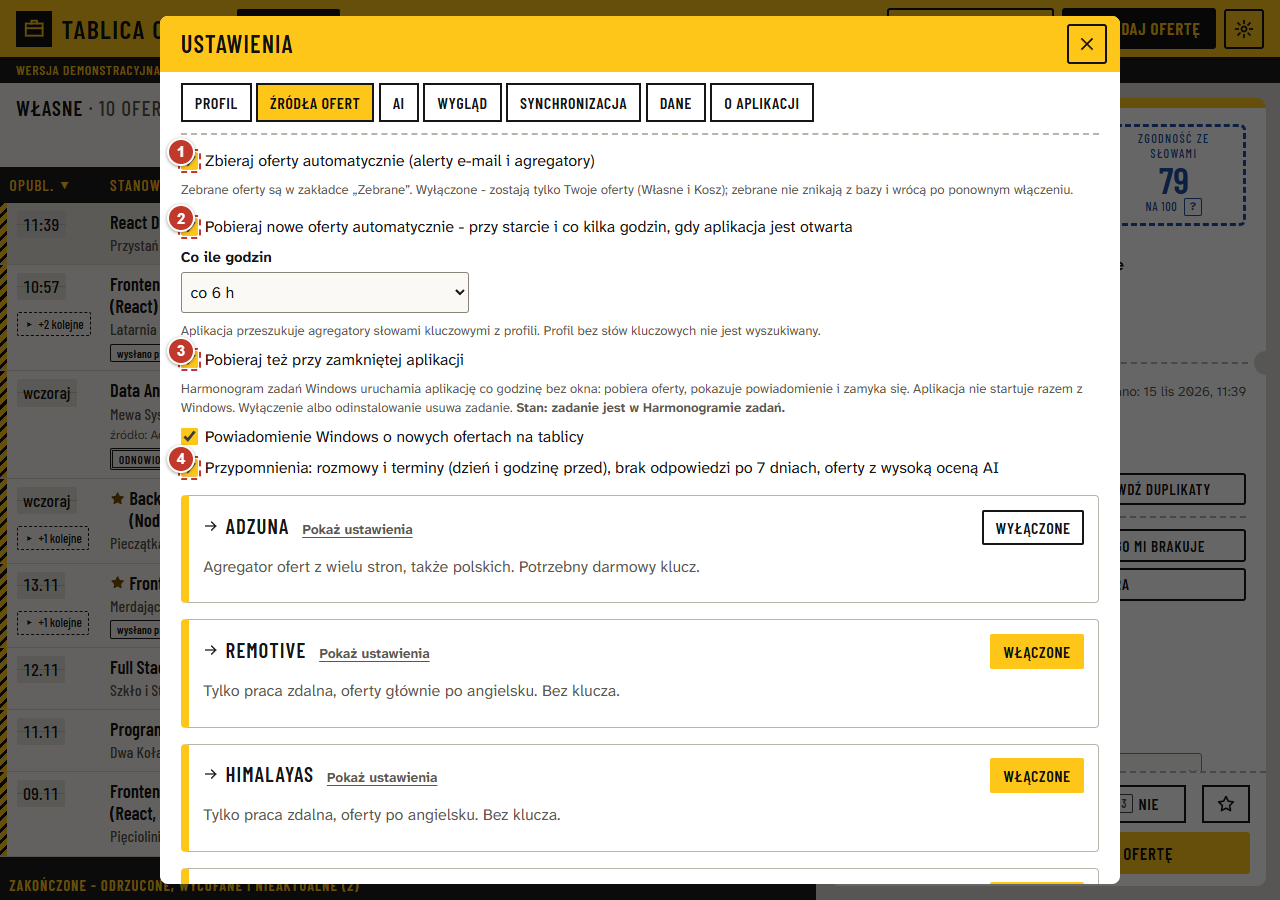 TABLICA
DAJ OFERTĘ
WERSJA DEMONSTRACYJNA
USTAWIENIA
PROFIL
ŹRÓDŁA OFERT
AI
WYGLĄD
SYNCHRONIZACJA
DANE
O APLIKACJI
1
Zbieraj oferty automatycznie (alerty e-mail i agregatory)
Zebrane oferty są w zakładce „Zebrane”. Wyłączone - zostają tylko Twoje oferty (Własne i Kosz); zebrane nie znikają z bazy i wrócą po ponownym włączeniu.
2
Pobieraj nowe oferty automatycznie - przy starcie i co kilka godzin, gdy aplikacja jest otwarta
Co ile godzin
co 6 h
Aplikacja przeszukuje agregatory słowami kluczowymi z profili. Profil bez słów kluczowych nie jest wyszukiwany.
3
Pobieraj też przy zamkniętej aplikacji
Harmonogram zadań Windows uruchamia aplikację co godzinę bez okna: pobiera oferty, pokazuje powiadomienie i zamyka się. Aplikacja nie startuje razem z
Windows. Wyłączenie albo odinstalowanie usuwa zadanie. Stan: zadanie jest w Harmonogramie zadań.
Powiadomienie Windows o nowych ofertach na tablicy
4
Przypomnienia: rozmowy i terminy (dzień i godzinę przed), brak odpowiedzi po 7 dniach, oferty z wysoką oceną AI
→ ADZUNA Pokaż ustawienia
WYŁĄCZONE
Agregator ofert z wielu stron, także polskich. Potrzebny darmowy klucz.
→ REMOTIVE Pokaż ustawienia
WŁĄCZONE
Tylko praca zdalna, oferty głównie po angielsku. Bez klucza.
→ HIMALAYAS Pokaż ustawienia
WŁĄCZONE
Tylko praca zdalna, oferty po angielsku. Bez klucza.
WŁASNE · 10 OFER
OPUBL. ▼ STANOW
11:39
React D
Przystań
10:57
+2 kolejne
Fronten
(React)
Latarnia
wysłano p
wczoraj
Data An
Mewa Sys
źródło: Ad
ODNOWIO
wczoraj
+1 kolejne
Back
(Nod
Pieczątka
13.11
+1 kolejne
Front
Merdając
wysłano p
12.11
Full Sta
Szkło i St
11.11
Program
Dwa Koła
09.11
Fronten
(React,
Pięciolini
ZAKOŃCZONE - ODRZUCONE, WYCOFANE I NIEAKTUALNE (2)
ZGODNOŚĆ ZE
SŁOWAMI
79
NA 100 ?
e
no: 15 lis 2026, 11:39
WDŹ DUPLIKATY
GO MI BRAKUJE
RA
3 NIE
OFERTĘ